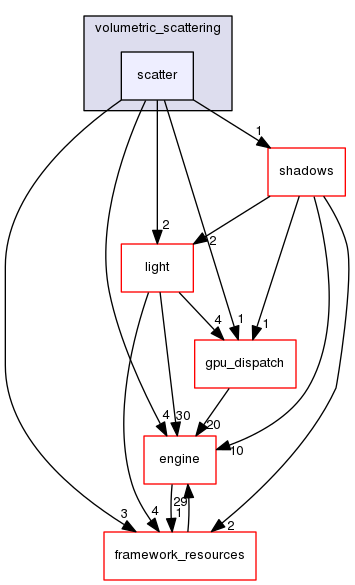 volumetric_scattering
scatter
1
shadows
2
2
light
4
1
1
gpu_dispatch
4
30
20
10
engine
29
3
4
1
2
framework_resources